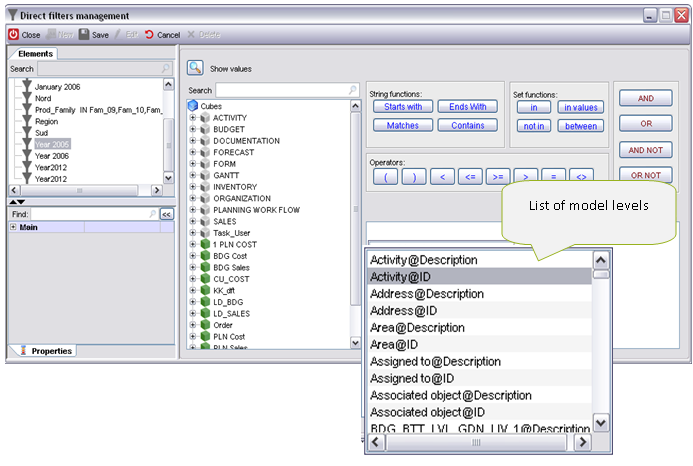 Direct filters management
Close New Save Edit Cancel Delete
Elements
Search
January 2006
Nord
Prod_Family IN Fam_09,Fam_10,Fam_
Region
Sud
Year 2006
Year 2006
Year2012
Year2012
Find: <<
Main
Properties
Show values
Search
Cubes
ACTIVITY
BUDGET
DOCUMENTATION
FORECAST
FORM
GANTT
INVENTORY
ORGANIZATION
PLANNING WORK FLOW
SALES
Task_User
1 PLN COST
BDG Cost
BDG Sales
CU_COST
KK_dft
LD_BDG
LD_SALES
Order
PLN Cost
PLN Sales
String functions:
Starts with Ends With
Matches Contains
Set functions:
in in values
not in between
Operators:
( ) < <= >= > = <>
AND
OR
AND NOT
OR NOT
List of model levels
Activity@Description
Activity@ID
Address@Description
Address@ID
Area@Description
Area@ID
Assigned to@Description
Assigned to@ID
Associated object@Description
Associated object@ID
BDG_BTT_LVL_GDN_LIV_1@Description